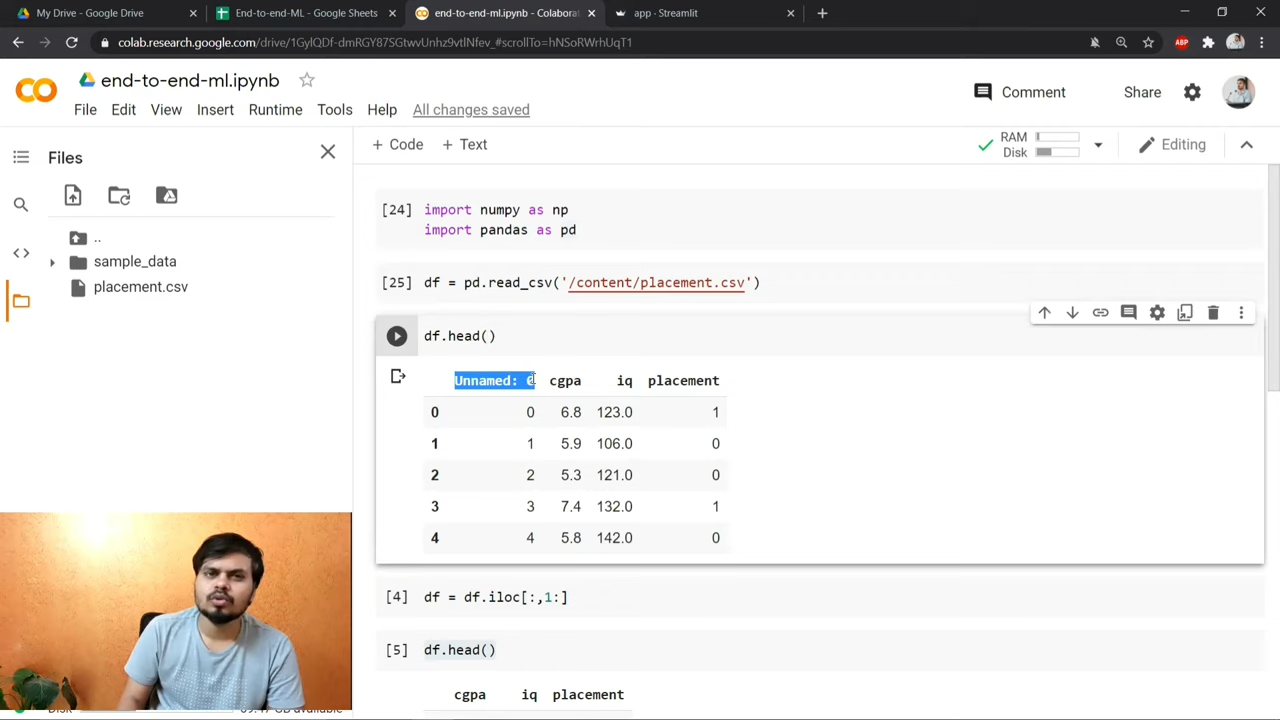 My Drive - Google Drive
End-to-end-ML - Google Sheets
end-to-end-ml.ipynb - Colaborat
app · Streamlit
colab.research.google.com/drive/1GylQDf-dmRGY87SGtwvUnhz9vtlNfev_#scrollTo=hNSoRWrhUqT1
ABP
end-to-end-ml.ipynb
Comment
Share
File Edit View Insert Runtime Tools Help All changes saved
Files
+ Code + Text
RAM
Disk
Editing
..
sample_data
placement.csv
[24] import numpy as np
import pandas as pd
[25] df = pd.read_csv('/content/placement.csv')
df.head()
Unnamed: 0 cgpa iq placement
0 0 6.8 123.0 1
1 1 5.9 106.0 0
2 2 5.3 121.0 0
3 3 7.4 132.0 1
4 4 5.8 142.0 0
[4] df = df.iloc[:,1:]
[5] df.head()
cgpa iq placement
Disk
available